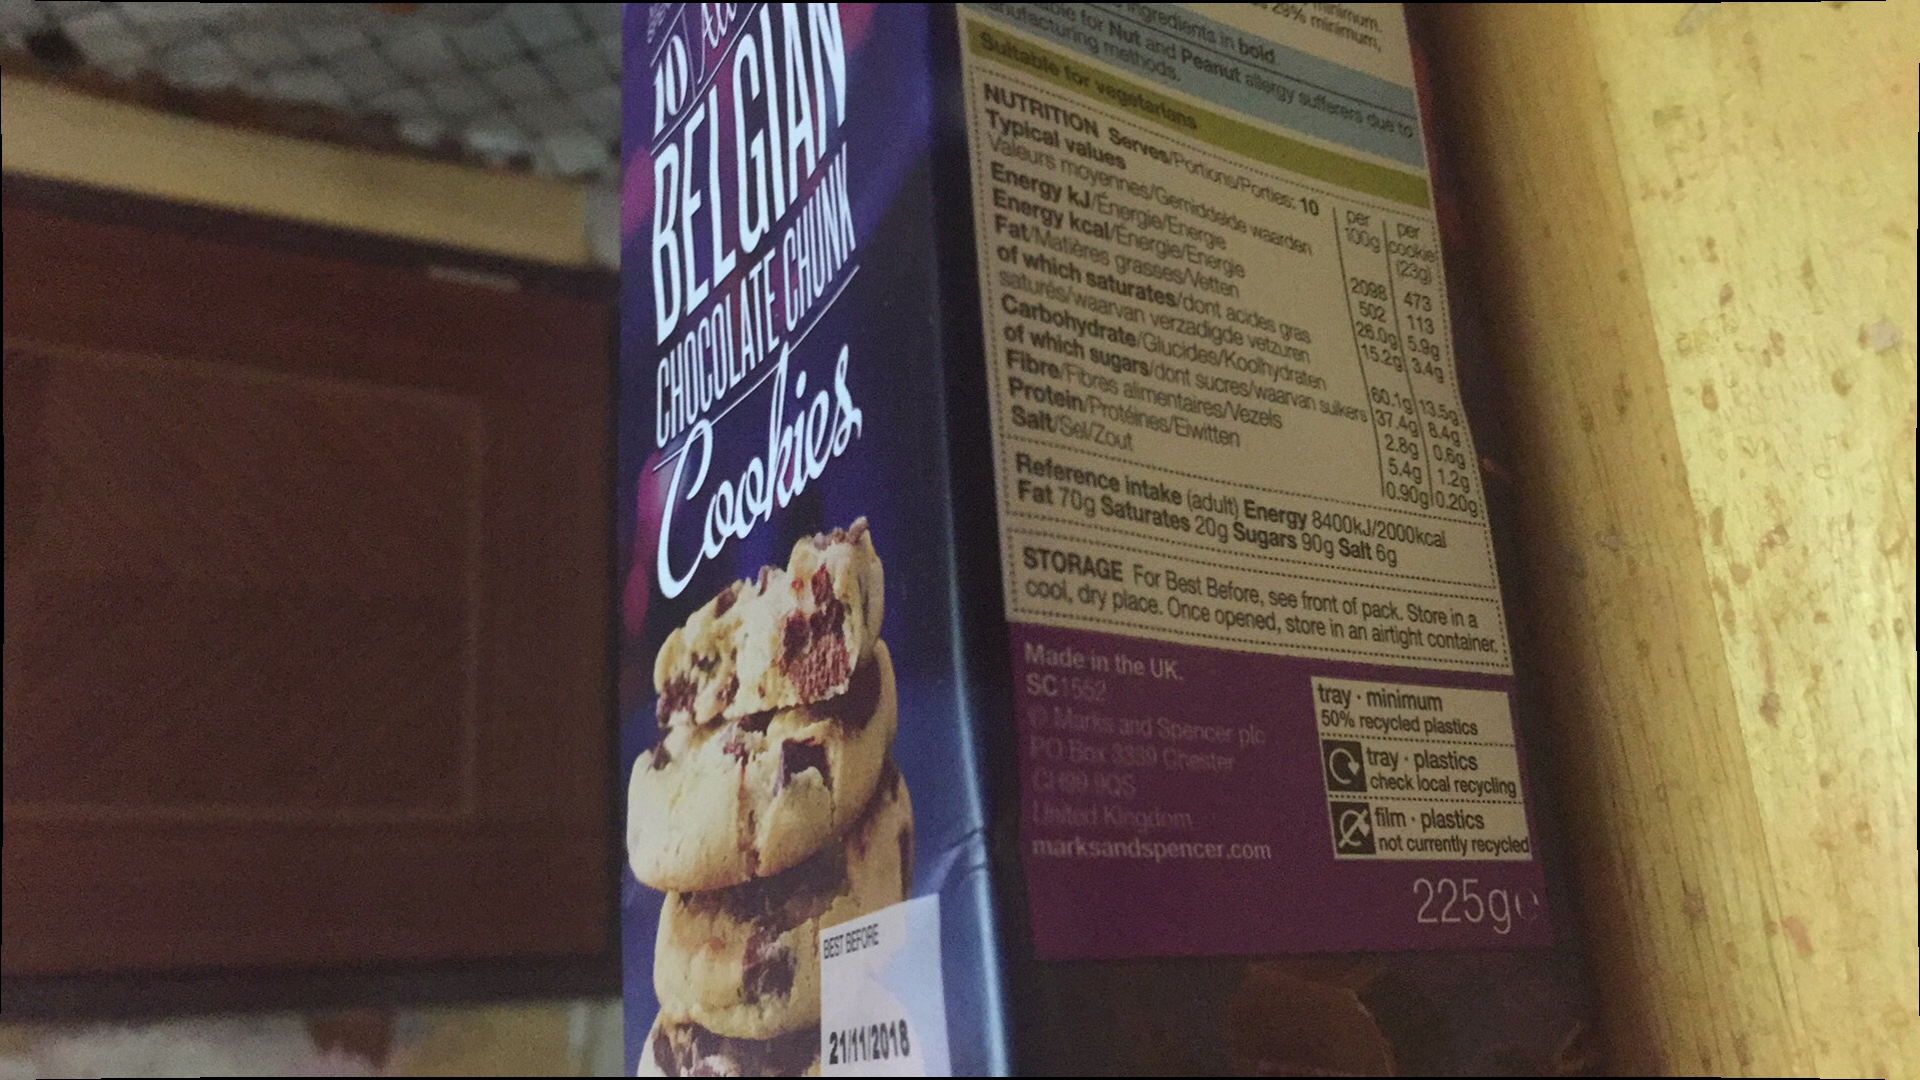 10
BELGIAN
CHOCOLATE CHUNK
Cookies
BEST BEFORE
21/11/2018
minimum.
29% minimum,
ingredients in bold
for Nut and Peanut allergy sufferers due to
manufacturing methods.
Suitable for vegetarians
NUTRITION Serves/Portions/Porties: 10
Typical values per 100g per cookie (23g)
Valeurs moyennes/Gemiddelde waarden
Energy kJ/Énergie/Energie 2098 473
Energy kcal/Énergie/Energie 502 113
Fat/Matières grasses/Vetten 26.0g 5.9g
of which saturates/dont acides gras 15.2g 3.4g
saturés/waarvan verzadigde vetzuren
Carbohydrate/Glucides/Koolhydraten 60.1g 13.5g
of which sugars/dont sucres/waarvan suikers 37.4g 8.4g
Fibre/Fibres alimentaires/Vezels 2.8g 0.6g
Protein/Protéines/Eiwitten 5.4g 1.2g
Salt/Sel/Zout 0.90g 0.20g
Reference intake (adult) Energy 8400kJ/2000kcal
Fat 70g Saturates 20g Sugars 90g Salt 6g
STORAGE For Best Before, see front of pack. Store in a
cool, dry place. Once opened, store in an airtight container.
Made in the UK.
SC1552
© Marks and Spencer plc
PO Box 3339 Chester
CH99 9QS
United Kingdom
marksandspencer.com
tray · minimum
50% recycled plastics
tray · plastics
check local recycling
film · plastics
not currently recycled
225g℮